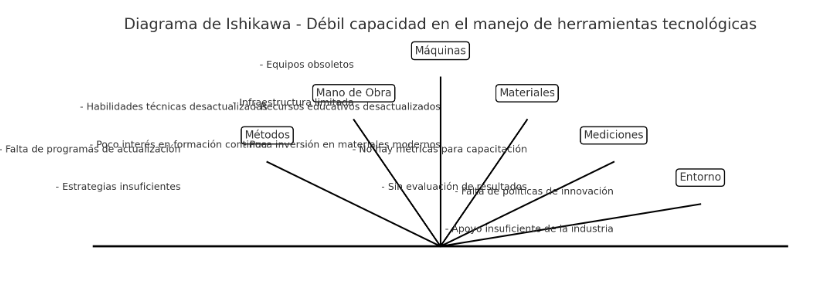 Diagrama de Ishikawa - Débil capacidad en el manejo de herramientas tecnológicas
Máquinas
- Equipos obsoletos
- Infraestructura limitada
Mano de Obra
- Habilidades técnicas desactualizadas
- Poco interés en formación continua
Materiales
- Recursos educativos desactualizados
- Poca inversión en materiales modernos
Métodos
- Falta de programas de actualización
- Estrategias insuficientes
Mediciones
- No hay métricas para capacitación
- Sin evaluación de resultados
Entorno
- Falta de políticas de innovación
- Apoyo insuficiente de la industria